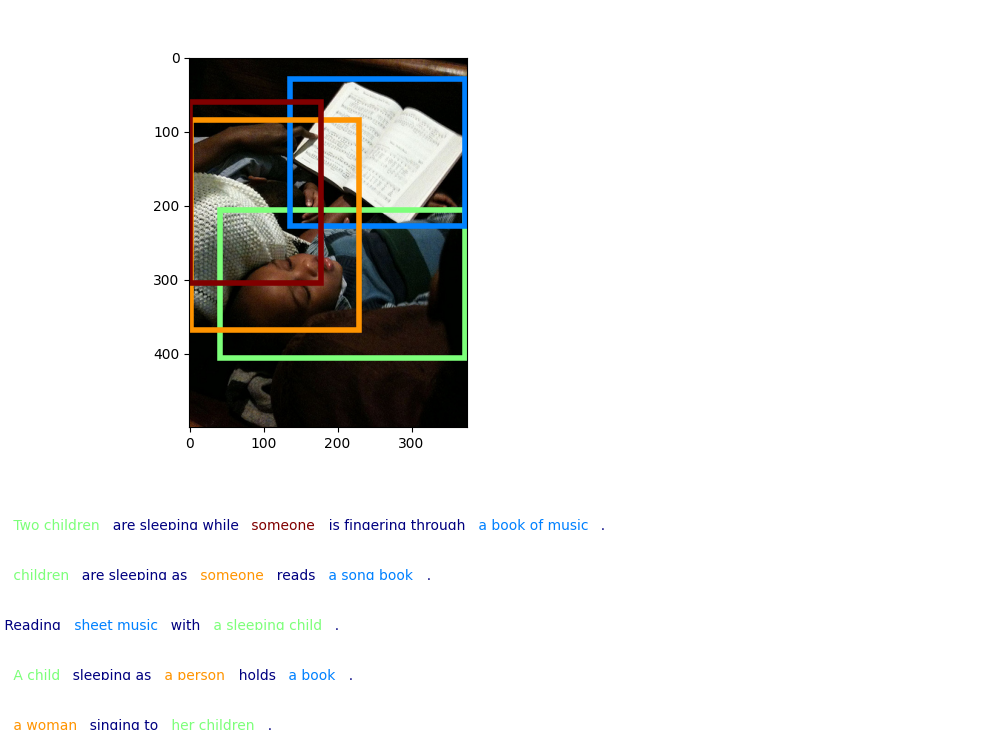 0
100
200
300
400
0 100 200 300
Two children are sleeping while someone is fingering through a book of music .
children are sleeping as someone reads a song book .
Reading sheet music with a sleeping child .
A child sleeping as a person holds a book .
a woman singing to her children .